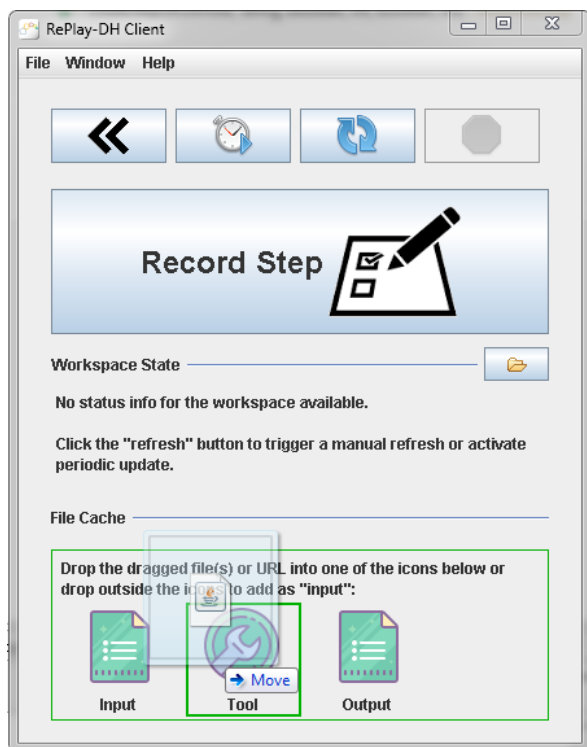 RePlay-DH Client
File Window Help
Record Step
Workspace State
No status info for the workspace available.
Click the "refresh" button to trigger a manual refresh or activate
periodic update.
File Cache
Drop the dragged file(s) or URL into one of the icons below or
drop outside the icons to add as "input":
Move
Input Tool Output